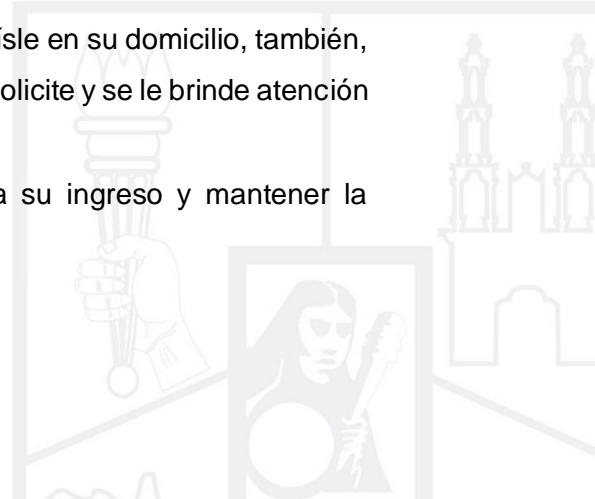 ísle en su domicilio, también,
olicite y se le brinde atención
a su ingreso y mantener la